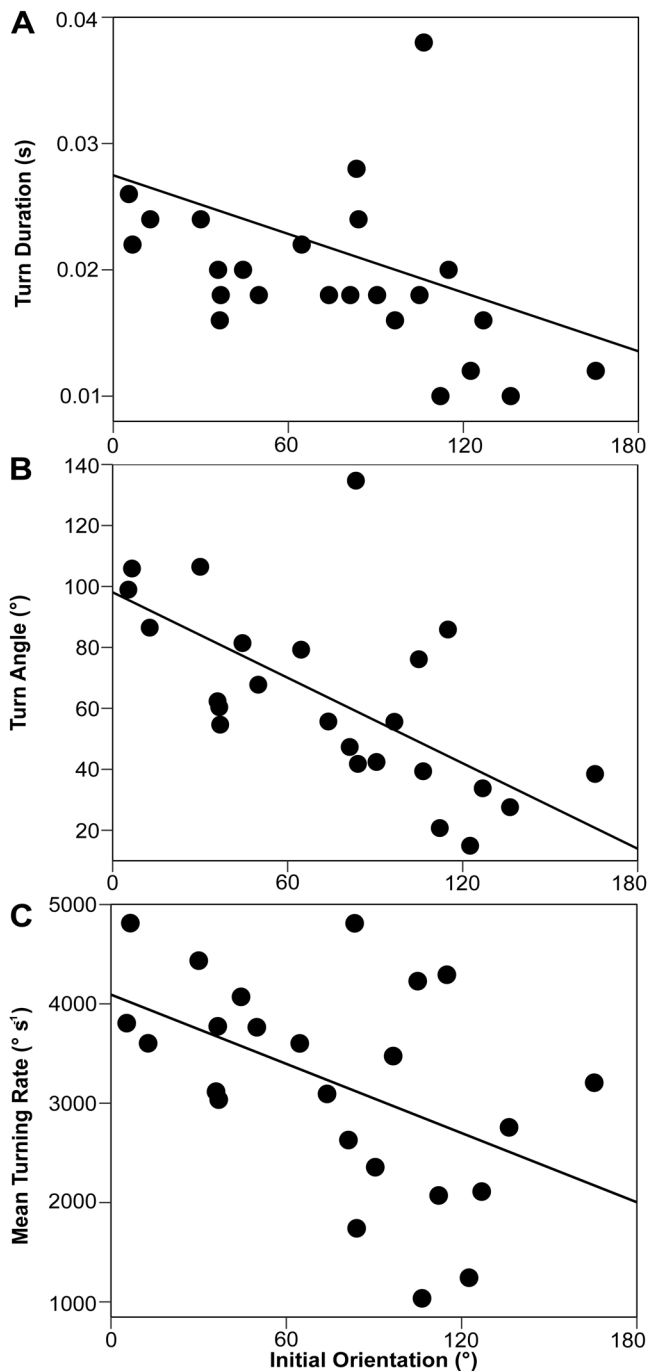 A
0.04
0.03
0.02
0.01
Turn Duration (s)
0 60 120 180
B
140
120
100
80
60
40
20
Turn Angle (°)
0 60 120 180
C
5000
4000
3000
2000
1000
Mean Turning Rate (° s⁻¹)
0 60 120 180
Initial Orientation (°)